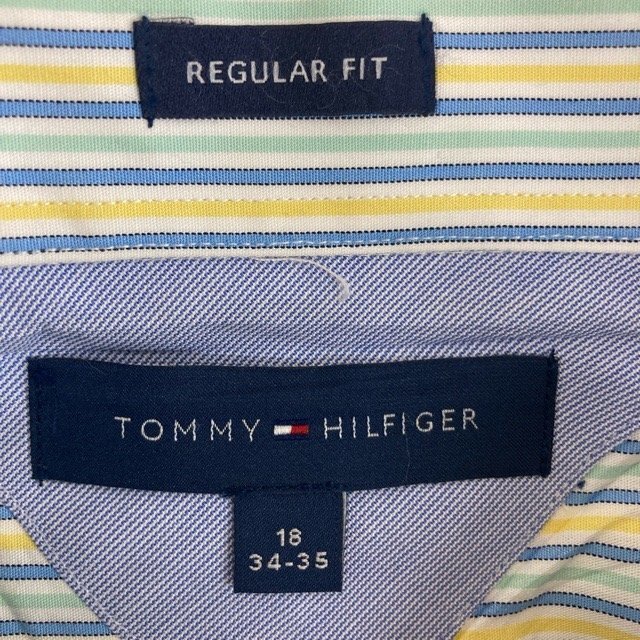 REGULAR FIT
TOMMY HILFIGER
18
34-35